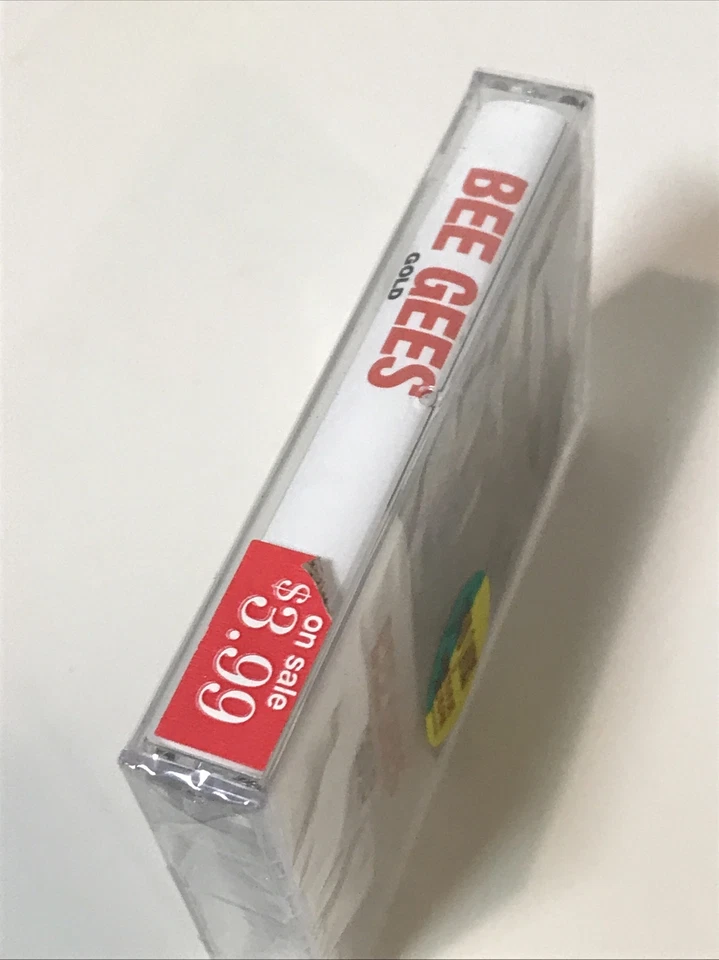 BEE GEES
GOLD
on sale
$3.99